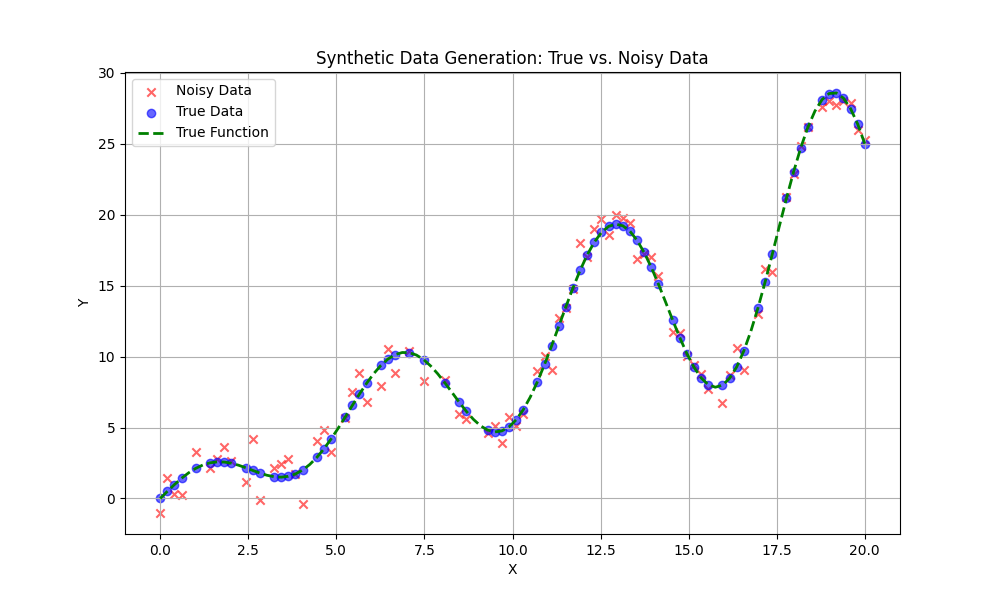 Synthetic Data Generation: True vs. Noisy Data
Noisy Data
True Data
True Function
30
25
20
15
10
5
0
Y
0.0 2.5 5.0 7.5 10.0 12.5 15.0 17.5 20.0
X